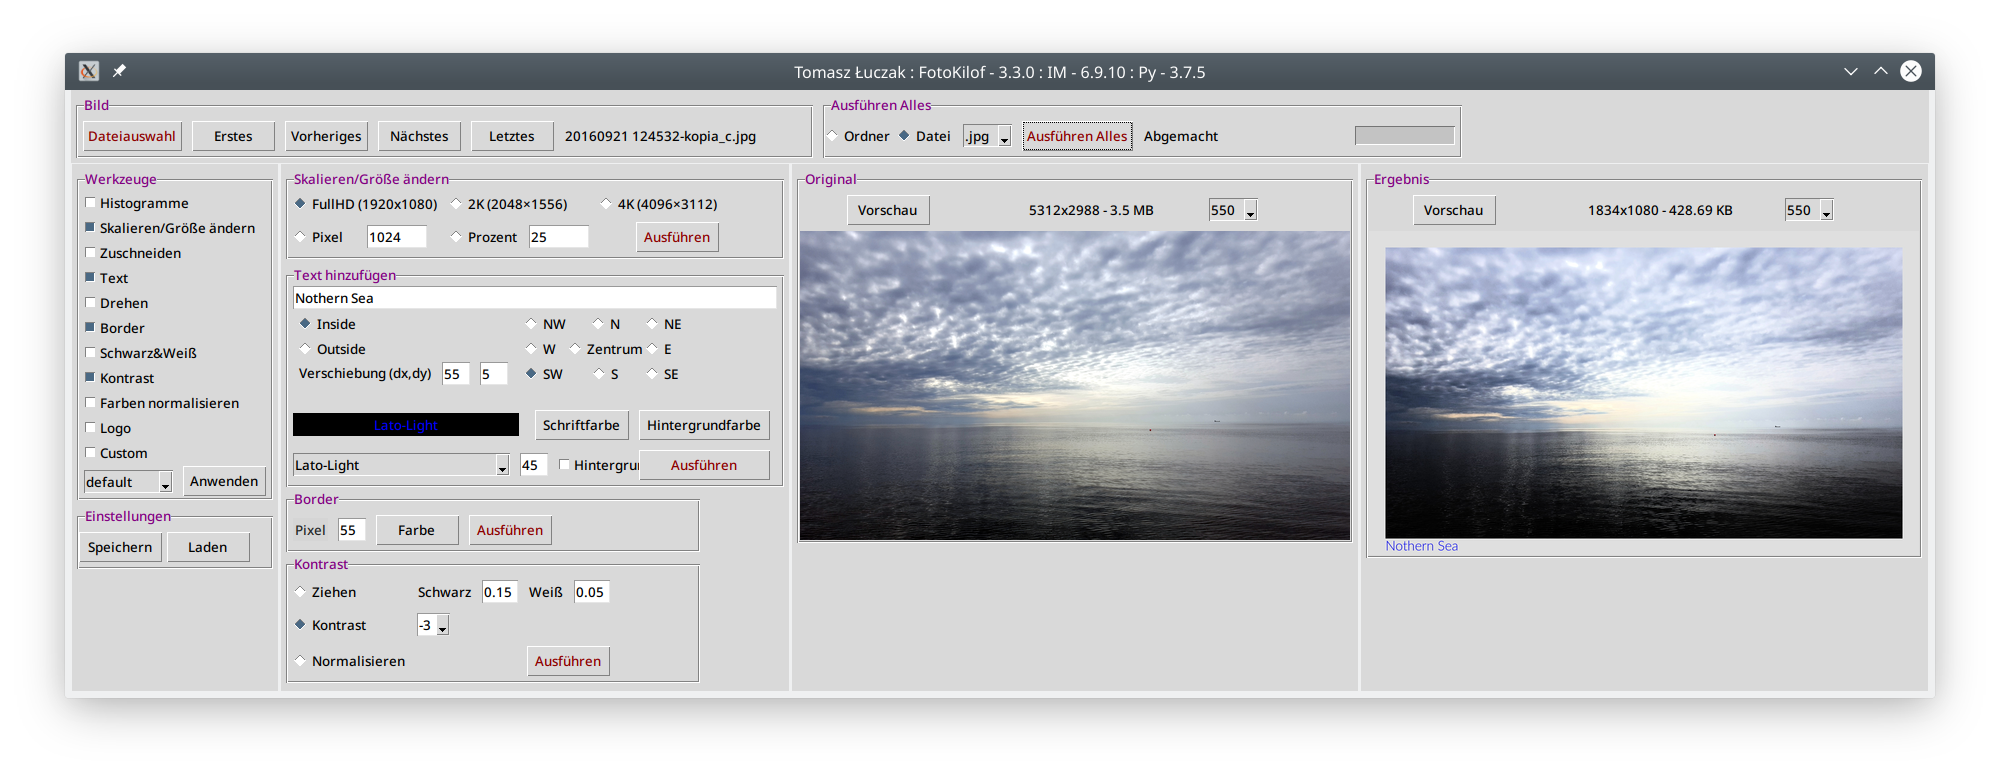 Tomasz Łuczak : FotoKilof - 3.3.0 : IM - 6.9.10 : Py - 3.7.5
Bild
Dateiauswahl Erstes Vorheriges Nächstes Letztes 20160921 124532-kopia_c.jpg
Ausführen Alles
Ordner Datei .jpg Ausführen Alles Abgemacht
Werkzeuge
Histogramme
Skalieren/Größe ändern
Zuschneiden
Text
Drehen
Border
Schwarz&Weiß
Kontrast
Farben normalisieren
Logo
Custom
default Anwenden
Einstellungen
Speichern Laden
Skalieren/Größe ändern
FullHD (1920x1080) 2K (2048×1556) 4K (4096×3112)
Pixel 1024 Prozent 25 Ausführen
Text hinzufügen
Nothern Sea
Inside NW N NE
Outside W Zentrum E
Verschiebung (dx,dy) 55 5 SW S SE
Lato-Light Schriftfarbe Hintergrundfarbe
Lato-Light 45 Hintergru Ausführen
Border
Pixel 55 Farbe Ausführen
Kontrast
Ziehen Schwarz 0.15 Weiß 0.05
Kontrast -3
Normalisieren Ausführen
Original
Vorschau 5312x2988 - 3.5 MB 550
Ergebnis
Vorschau 1834x1080 - 428.69 KB 550
Nothern Sea